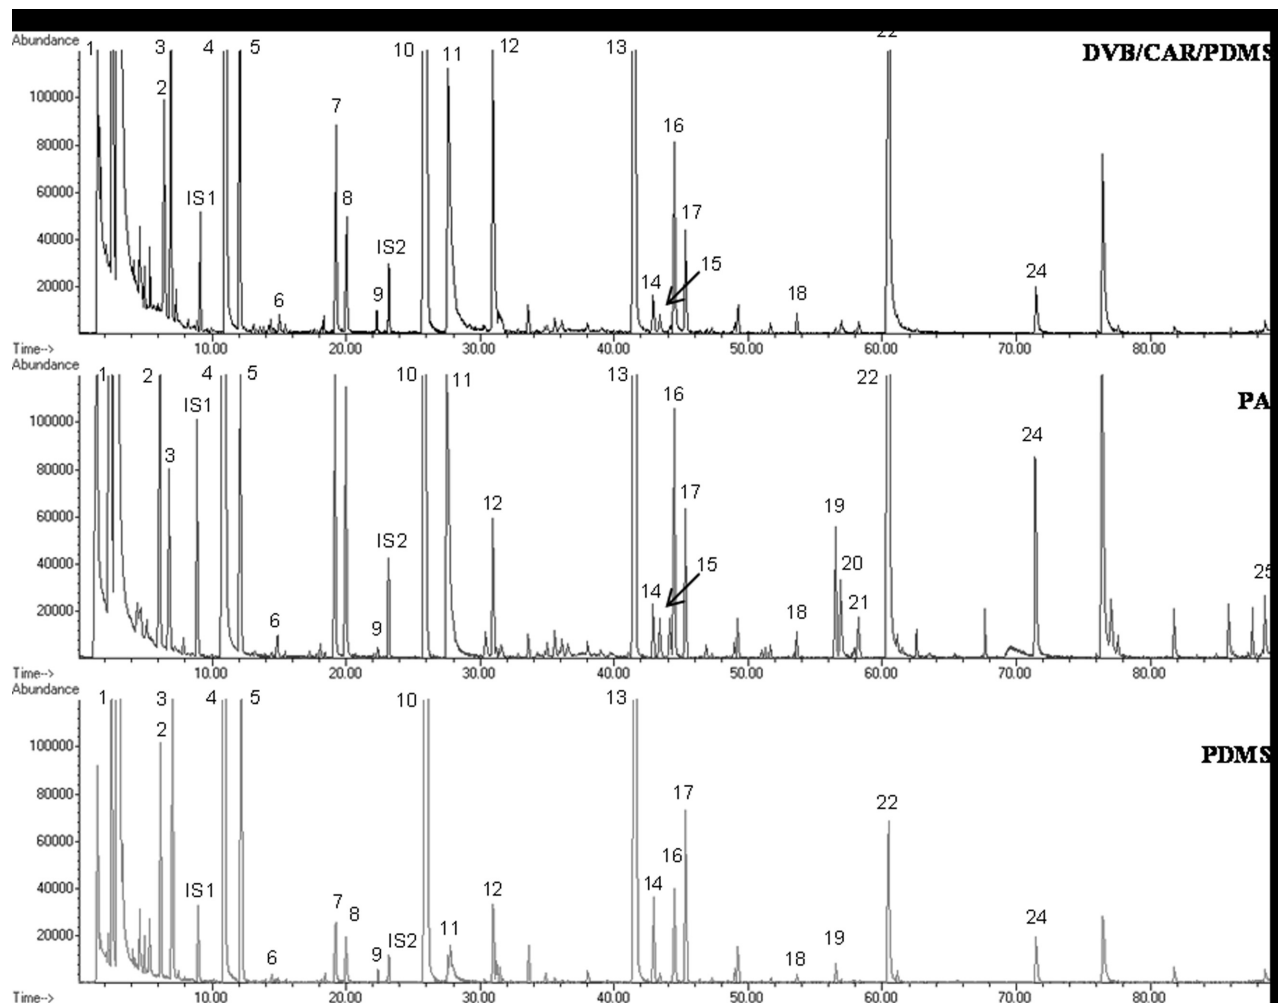 Abundance
1 2 3 4 5 6 7 8 9 10 11 12 13 14 15 16 17 18 22 24 IS1 IS2
DVB/CAR/PDMS
100000
80000
60000
40000
20000
Time--> 10.00 20.00 30.00 40.00 50.00 60.00 70.00 80.00
Abundance
1 2 3 4 5 6 9 10 11 12 13 14 15 16 17 18 19 20 21 22 24 25 IS1 IS2
PA
100000
80000
60000
40000
20000
Time--> 10.00 20.00 30.00 40.00 50.00 60.00 70.00 80.00
Abundance
1 2 3 4 5 6 7 8 9 10 11 12 13 14 16 17 18 19 22 24 IS1 IS2
PDMS
100000
80000
60000
40000
20000
Time--> 10.00 20.00 30.00 40.00 50.00 60.00 70.00 80.00